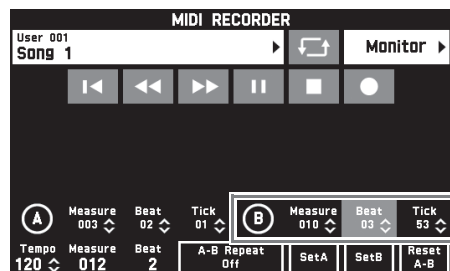 MIDI RECORDER
User 001
Song 1
Monitor
A Measure Beat Tick B Measure Beat Tick
003 02 01 010 03 53
Tempo Measure Beat A-B Repeat SetA SetB Reset
120 012 2 Off A-B